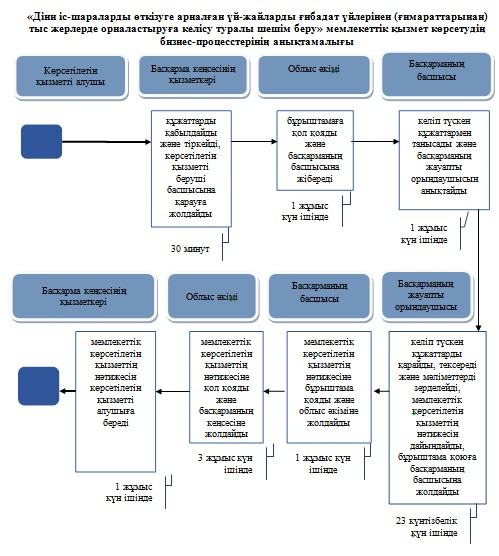 «Діни іс-шараларды өткізуге арналған үй-жайларды ғибадат үйлерінен (ғимараттарынан)
тыс жерлерде орналастыруға келісу туралы шешім беру» мемлекеттік қызмет көрсетудің
бизнес-процесстерінің анықтамалығы
Көрсетілетін
қызметті алушы
Басқарма кеңсесінің
қызметкері
Облыс әкімі
Басқарманың
басшысы
құжаттарды
қабылдайды
және тіркейді,
көрсетілетін
қызметті
беруші
басшысына
қарауға
жолдайды
30 минут
бұрыштамаға
қол қояды
және
басқарманың
басшысына
жібереді
1 жұмыс
күн ішінде
келіп түскен
құжаттармен
танысады және
басқарманың
жауапты
орындаушысын
анықтайды
1 жұмыс
күн ішінде
Басқарма кеңсесінің
қызметкері
Облыс әкімі
Басқарманың
басшысы
Басқарманың
жауапты
орындаушысы
мемлекеттік
көрсетілетін
қызметтің
нәтижесін
көрсетілетін
қызметті
алушыға
береді
1 жұмыс
күн ішінде
мемлекеттік
көрсетілетін
қызметтің
нәтижесіне
қол қояды
және
басқарманың
кеңсесіне
жолдайды
3 жұмыс күн
ішінде
мемлекеттік
көрсетілетін
қызметтің
нәтижесіне
бұрыштама
қояды және
облыс әкіміне
жолдайды
1 жұмыс күн
ішінде
келіп түскен
құжаттарды
қарайды, тексереді
және мәліметтерді
зерделейді,
мемлекеттік
көрсетілетін
қызметтің
нәтижесін
дайындайды,
бұрыштама қоюға
басқарманың
басшысына
жолдайды
23 күнтізбелік
күн ішінде